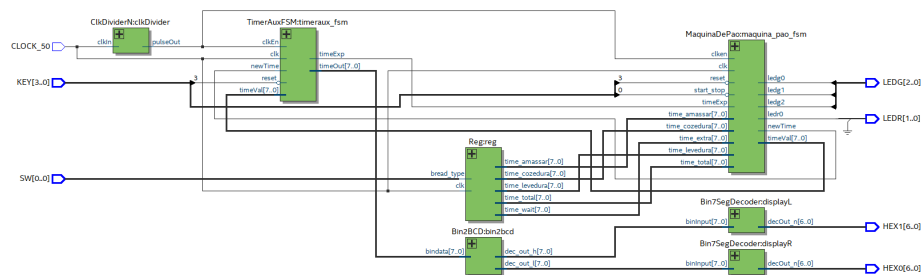 ClkDividerN:clkDivider
clkIn
pulseOut
TimerAuxFSM:timeraux_fsm
clkEn
clk
newTime
reset
timeVal[7..0]
timeExp
timeOut[7..0]
MaquinaDePao:maquina_pao_fsm
clken
clk
reset
start_stop
timeExp
time_amassar[7..0]
time_cozedura[7..0]
time_extra[7..0]
time_levedura[7..0]
time_total[7..0]
ledg0
ledg1
ledg2
ledr0
newTime
timeVal[7..0]
CLOCK_50
KEY[3..0]
3
3
0
LEDG[2..0]
LEDR[1..0]
Reg:reg
bread_type
clk
time_amassar[7..0]
time_cozedura[7..0]
time_levedura[7..0]
time_total[7..0]
time_wait[7..0]
SW[0..0]
Bin7SegDecoder:displayL
binInput[7..0]
decOut_n[6..0]
HEX1[6..0]
Bin2BCD:bin2bcd
bindata[7..0]
dec_out_h[7..0]
dec_out_l[7..0]
Bin7SegDecoder:displayR
binInput[7..0]
decOut_n[6..0]
HEX0[6..0]